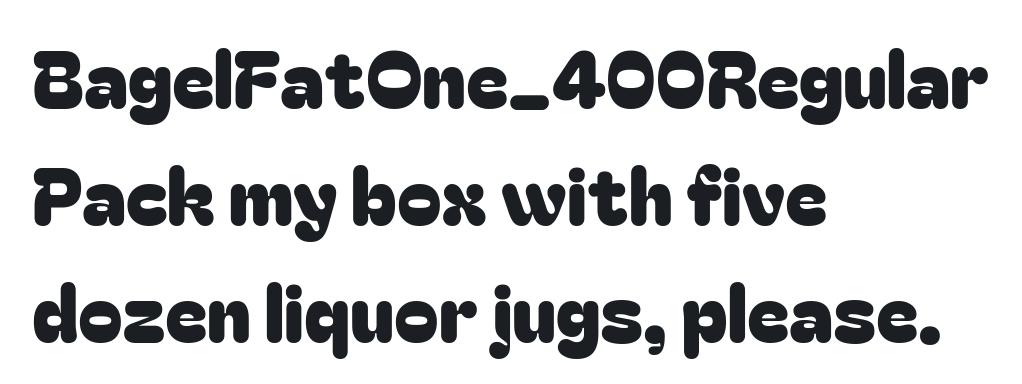 BagelFatOne_400Regular
Pack my box with five
dozen liquor jugs, please.